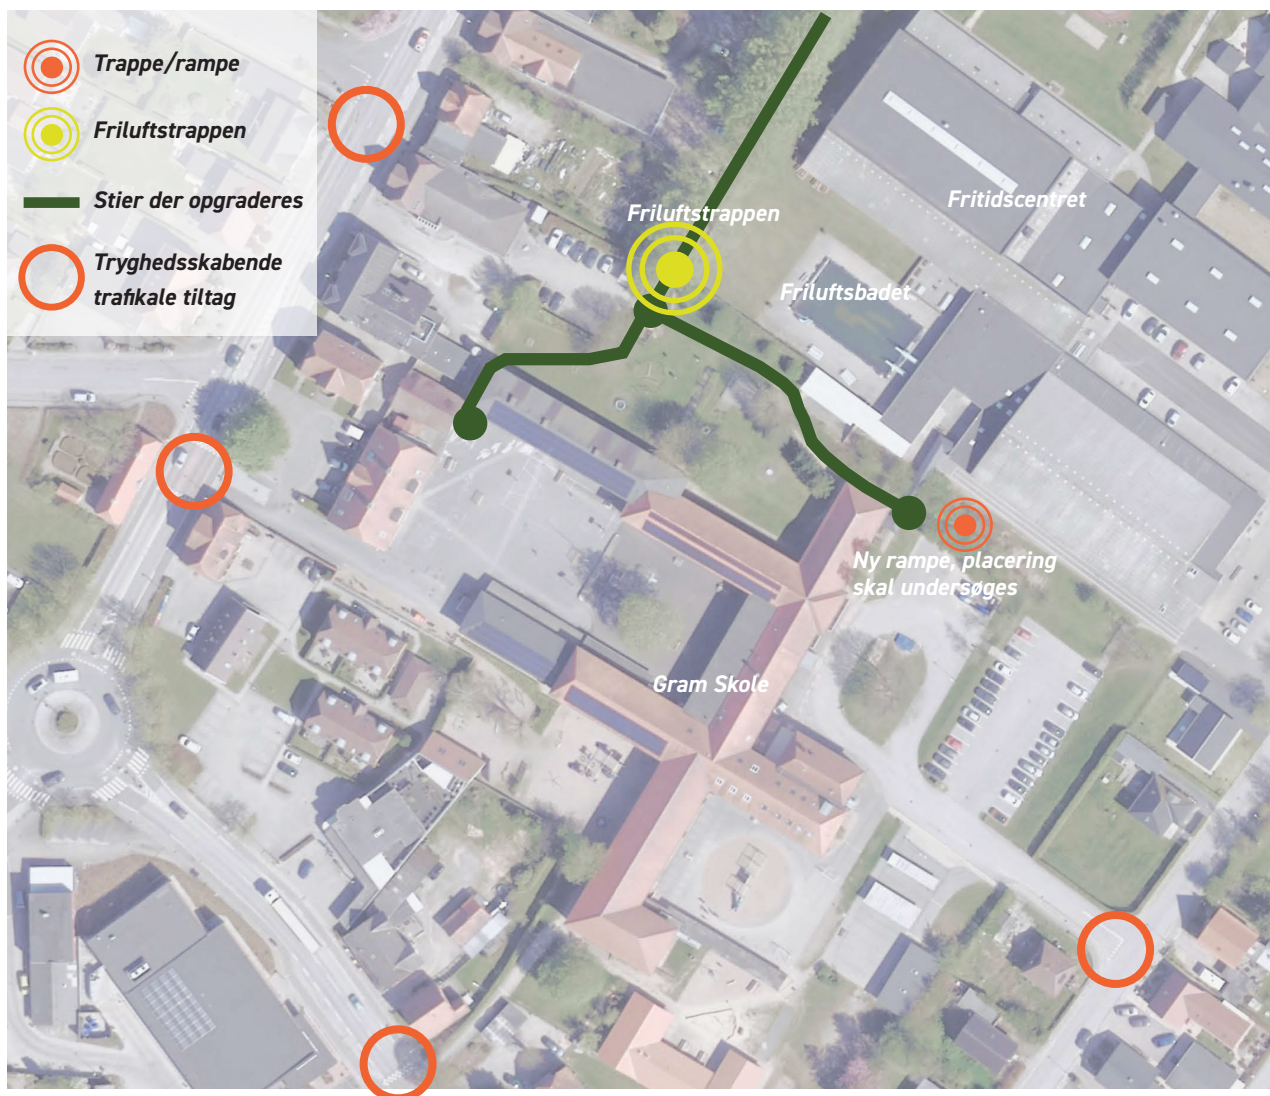 Trappe/rampe
Friluftstrappen
Stier der opgraderes
Tryghedsskabende
trafikale tiltag
Friluftstrappen
Fritidscentret
Friluftsbadet
Ny rampe, placering
skal undersøges
Gram Skole